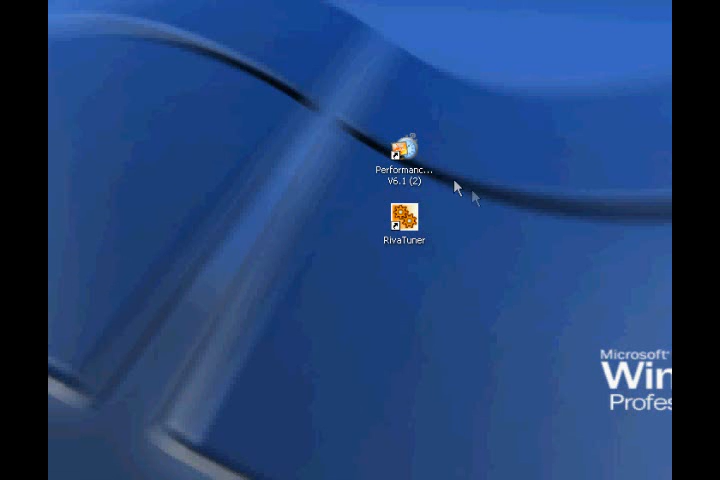 Performanc...
V6.1 (2)
RivaTuner
Microsoft
Win
Profes